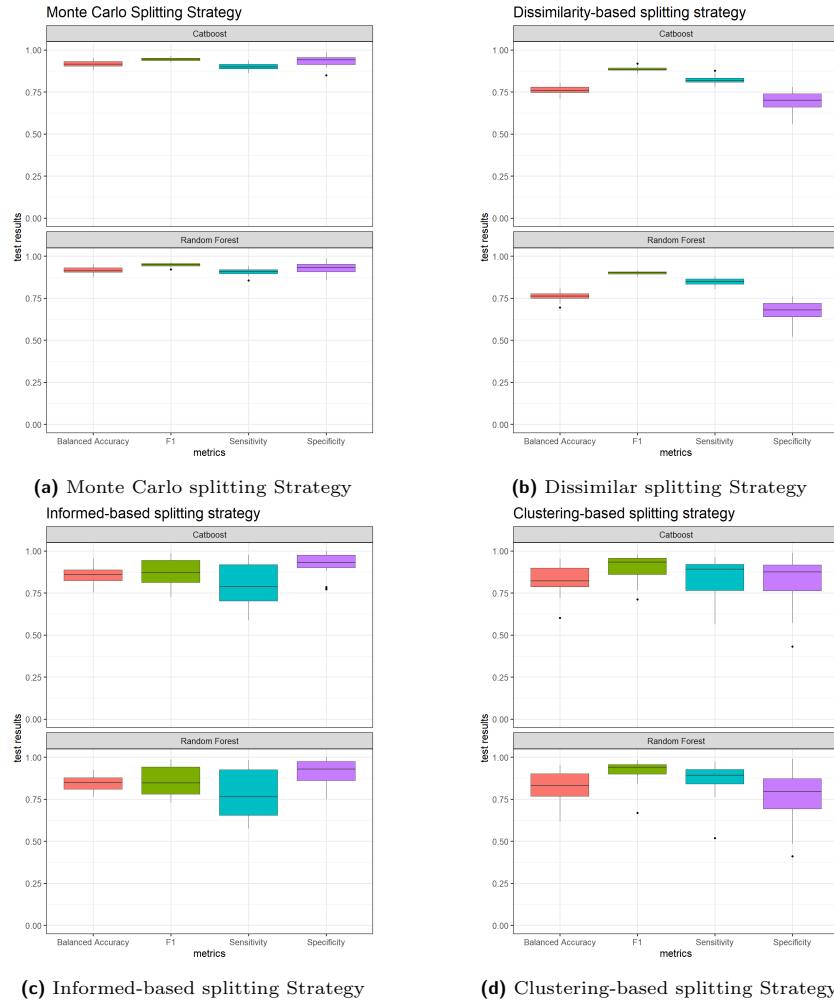 Monte Carlo Splitting Strategy
Catboost
1.00
0.75
0.50
0.25
0.00
test results
Random Forest
1.00
0.75
0.50
0.25
0.00
Balanced Accuracy F1 Sensitivity Specificity
metrics
(a) Monte Carlo splitting Strategy
Dissimilarity-based splitting strategy
Catboost
1.00
0.75
0.50
0.25
0.00
test results
Random Forest
1.00
0.75
0.50
0.25
0.00
Balanced Accuracy F1 Sensitivity Specificity
metrics
(b) Dissimilar splitting Strategy
Informed-based splitting strategy
Catboost
1.00
0.75
0.50
0.25
0.00
test results
Random Forest
1.00
0.75
0.50
0.25
0.00
Balanced Accuracy F1 Sensitivity Specificity
metrics
(c) Informed-based splitting Strategy
Clustering-based splitting strategy
Catboost
1.00
0.75
0.50
0.25
0.00
test results
Random Forest
1.00
0.75
0.50
0.25
0.00
Balanced Accuracy F1 Sensitivity Specificity
metrics
(d) Clustering-based splitting Strategy